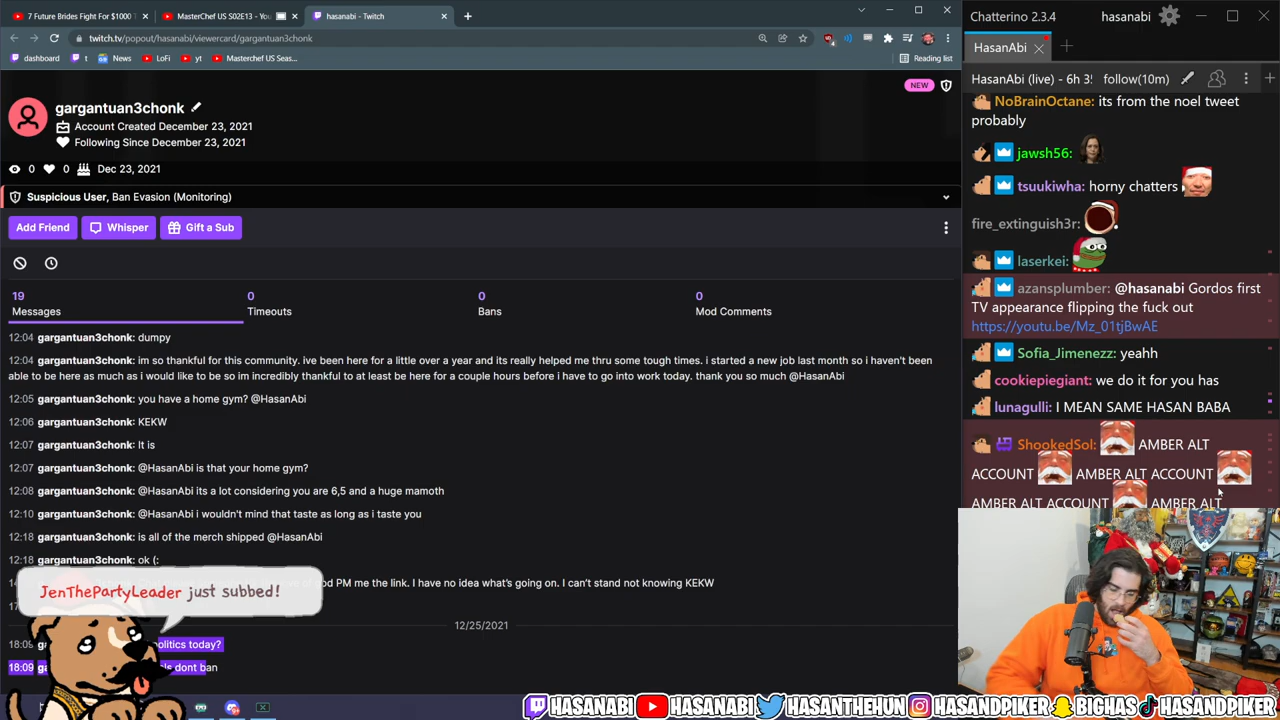 7 Future Brides Fight For $1000
MasterChef US S02E13 - You
hasanabi - Twitch
twitch.tv/popout/hasanabi/viewercard/gargantuan3chonk
dashboard
t
News
LoFi
yt
Masterchef US Seas...
Reading list
gargantuan3chonk
NEW
Account Created December 23, 2021
Following Since December 23, 2021
0
0
Dec 23, 2021
Suspicious User, Ban Evasion (Monitoring)
Add Friend
Whisper
Gift a Sub
19
Messages
0
Timeouts
0
Bans
0
Mod Comments
12:04 gargantuan3chonk: dumpy
12:04 gargantuan3chonk: im so thankful for this community. ive been here for a little over a year and its really helped me thru some tough times. i started a new job last month so i haven't been
able to be here as much as i would like to be so im incredibly thankful to at least be here for a couple hours before i have to go into work today. thank you so much @HasanAbi
12:05 gargantuan3chonk: you have a home gym? @HasanAbi
12:06 gargantuan3chonk: KEKW
12:07 gargantuan3chonk: It is
12:07 gargantuan3chonk: @HasanAbi is that your home gym?
12:08 gargantuan3chonk: @HasanAbi its a lot considering you are 6,5 and a huge mamoth
12:10 gargantuan3chonk: @HasanAbi i wouldn't mind that taste as long as i taste you
12:18 gargantuan3chonk: is all of the merch shipped @HasanAbi
12:18 gargantuan3chonk: ok (:
PM me the link. I have no idea what's going on. I can't stand not knowing KEKW
12/25/2021
18:09 olitics today?
18:09 ga dont ban
JenThePartyLeader just subbed!
Chatterino 2.3.4
hasanabi
HasanAbi
HasanAbi (live) - 6h 3!
follow(10m)
NoBrainOctane: its from the noel tweet
probably
jawsh56:
tsuukiwha: horny chatters
fire_extinguish3r:
laserkei:
azansplumber: @hasanabi Gordos first
TV appearance flipping the fuck out
https://youtu.be/Mz_01tjBwAE
Sofia_Jimenezz: yeahh
cookiepiegiant: we do it for you has
lunagulli: I MEAN SAME HASAN BABA
ShookedSol: AMBER ALT
ACCOUNT AMBER ALT ACCOUNT
AMBER ALT ACCOUNT AMBER ALT
HASANABI HASANABI HASANTHEHUN HASANDPIKER BIGHAS HASANDPIKER